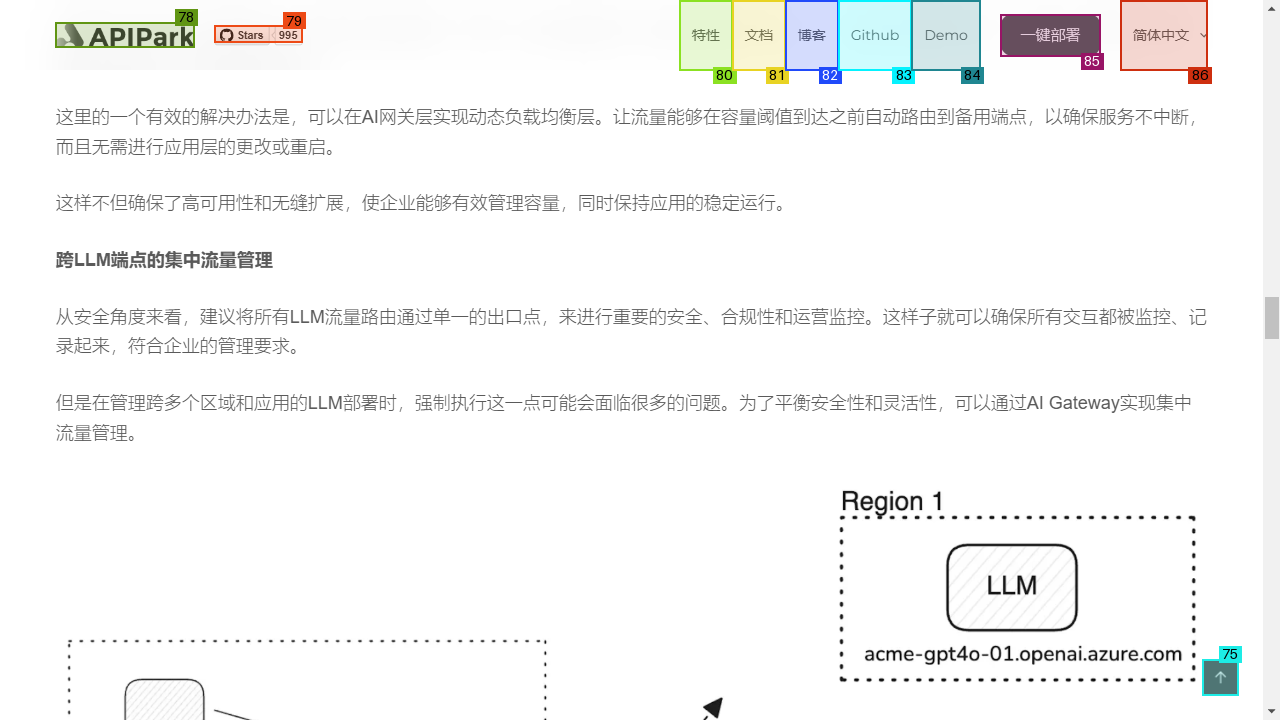 APIPark
Stars 995
特性 文档 博客 Github Demo 一键部署 简体中文
78 79 80 81 82 83 84 85 86
这里的一个有效的解决办法是，可以在AI网关层实现动态负载均衡层。让流量能够在容量阈值到达之前自动路由到备用端点，以确保服务不中断，
而且无需进行应用层的更改或重启。
这样不但确保了高可用性和无缝扩展，使企业能够有效管理容量，同时保持应用的稳定运行。
跨LLM端点的集中流量管理
从安全角度来看，建议将所有LLM流量路由通过单一的出口点，来进行重要的安全、合规性和运营监控。这样子就可以确保所有交互都被监控、记
录起来，符合企业的管理要求。
但是在管理跨多个区域和应用的LLM部署时，强制执行这一点可能会面临很多的问题。为了平衡安全性和灵活性，可以通过AI Gateway实现集中
流量管理。
Region 1
LLM
acme-gpt4o-01.openai.azure.com
75